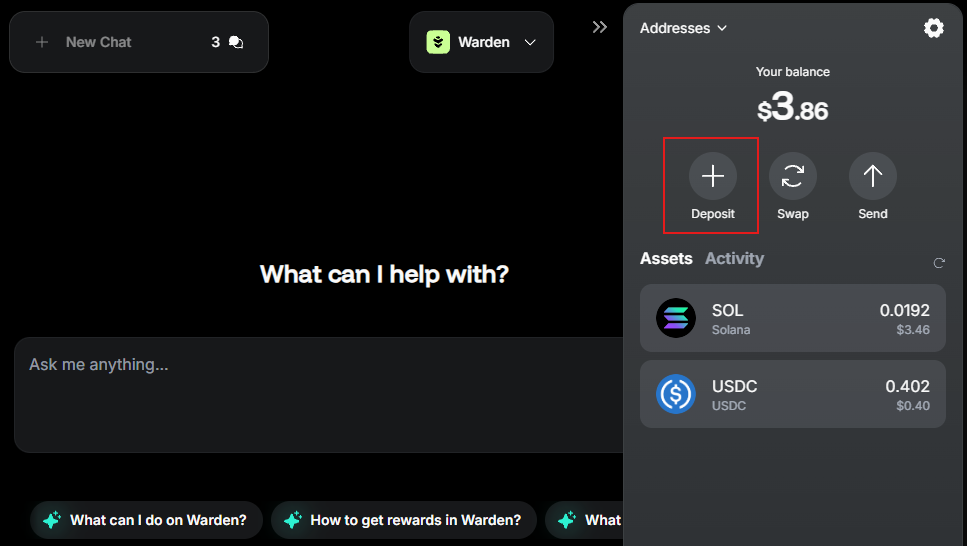 New Chat
3
Warden
Addresses
Your balance
$3.86
Deposit
Swap
Send
Assets
Activity
SOL
0.0192
Solana
$3.46
USDC
0.402
USDC
$0.40
What can I help with?
Ask me anything...
What can I do on Warden?
How to get rewards in Warden?
What